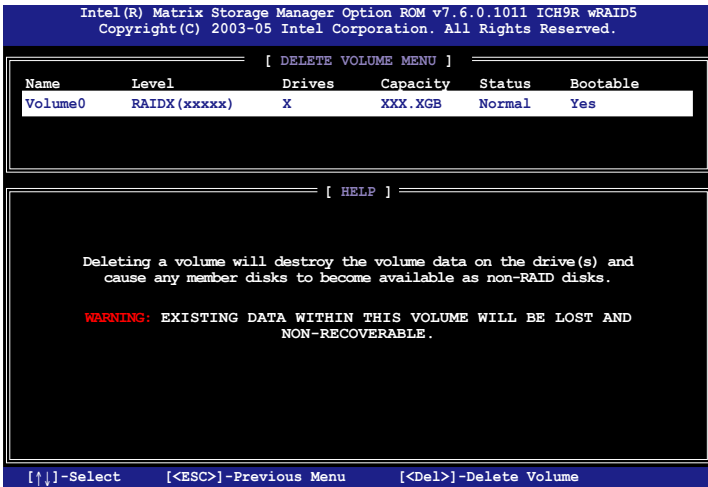 Intel(R) Matrix Storage Manager Option ROM v7.6.0.1011 ICH9R wRAID5
Copyright(C) 2003-05 Intel Corporation. All Rights Reserved.
[ DELETE VOLUME MENU ]
Name Level Drives Capacity Status Bootable
Volume0 RAIDX(xxxxx) X XXX.XGB Normal Yes
[ HELP ]
Deleting a volume will destroy the volume data on the drive(s) and
cause any member disks to become available as non-RAID disks.
WARNING: EXISTING DATA WITHIN THIS VOLUME WILL BE LOST AND
NON-RECOVERABLE.
[↑↓]-Select [<ESC>]-Previous Menu [<Del>]-Delete Volume